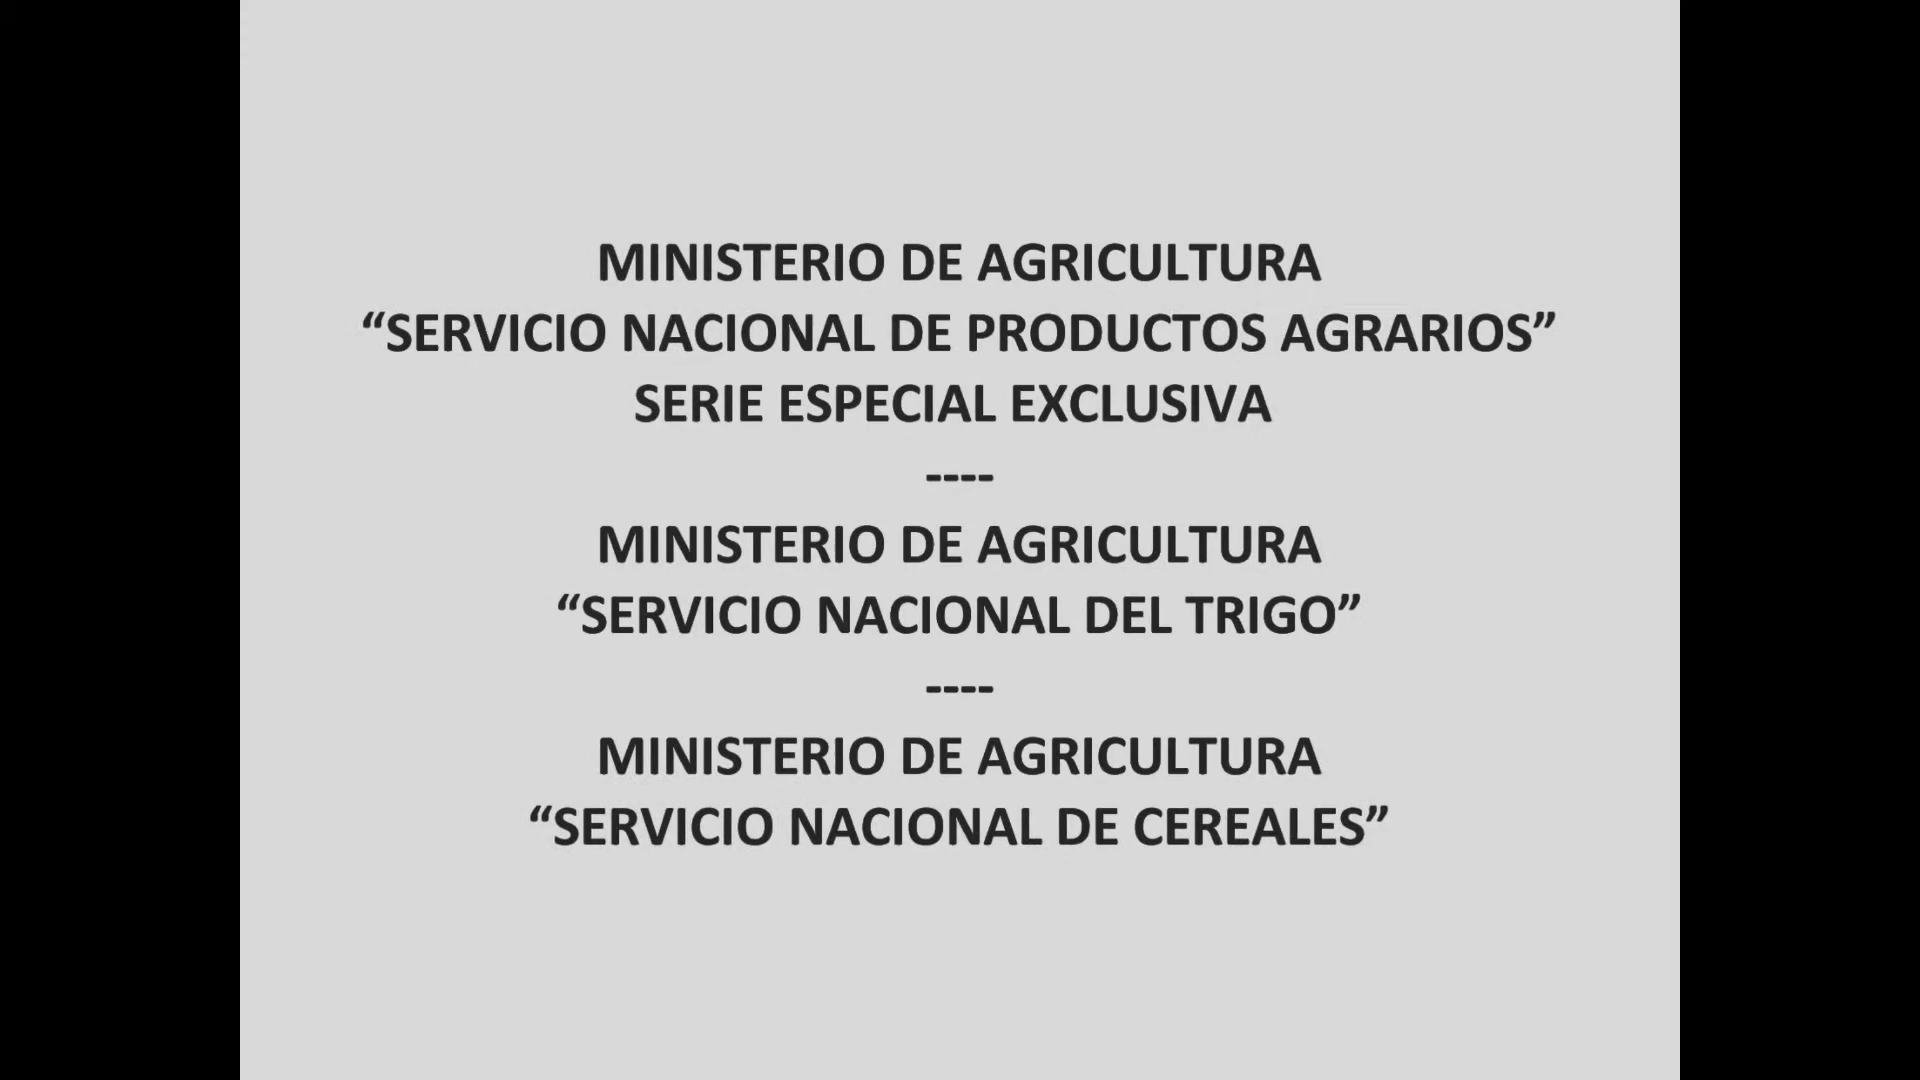 MINISTERIO DE AGRICULTURA
“SERVICIO NACIONAL DE PRODUCTOS AGRARIOS”
SERIE ESPECIAL EXCLUSIVA
----
MINISTERIO DE AGRICULTURA
“SERVICIO NACIONAL DEL TRIGO”
----
MINISTERIO DE AGRICULTURA
“SERVICIO NACIONAL DE CEREALES”